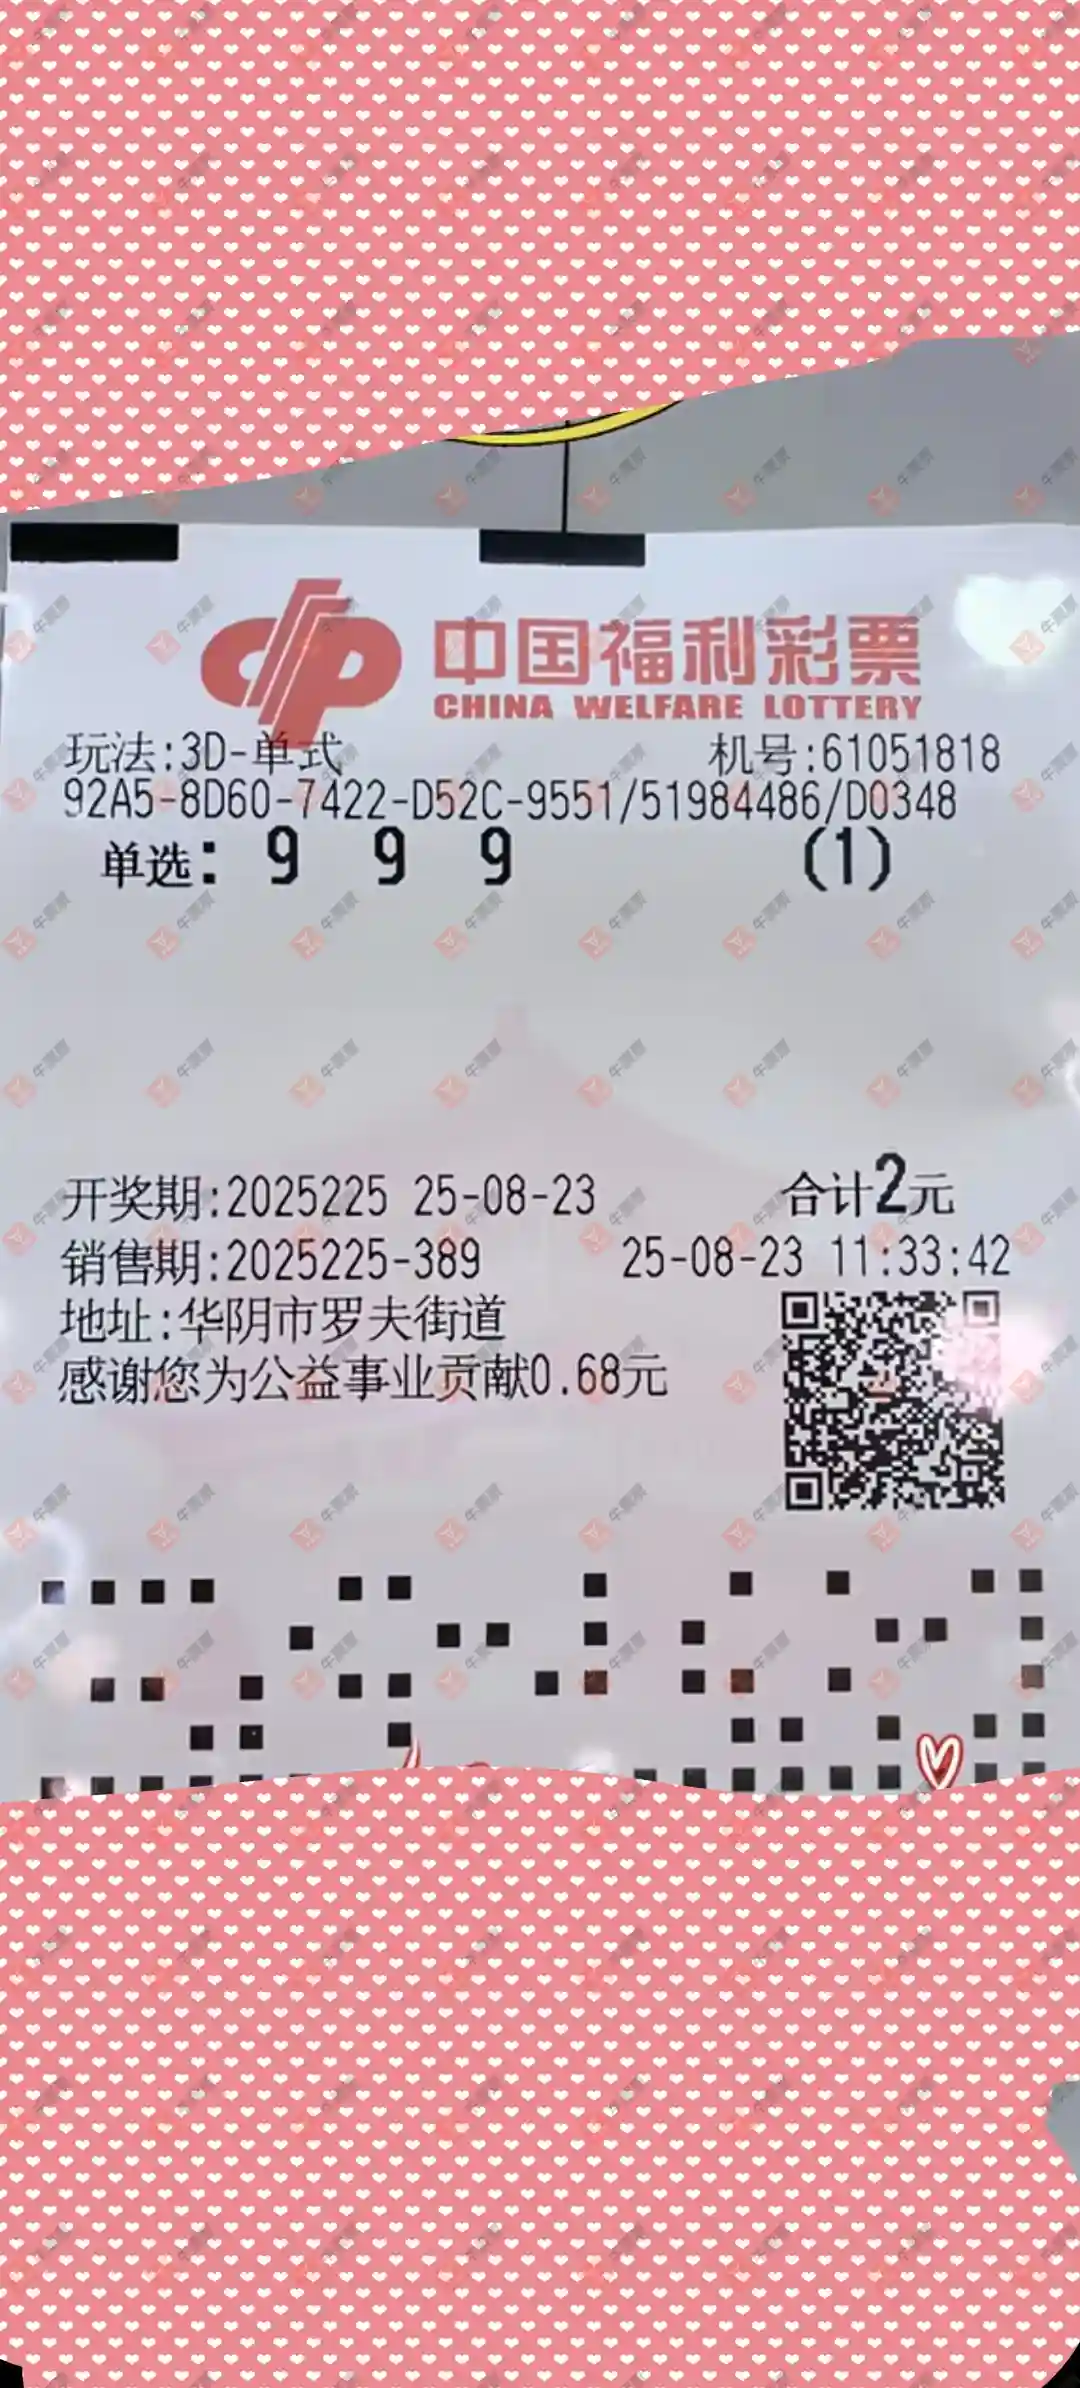 中国福利彩票
CHINA WELFARE LOTTERY
玩法:3D-单式 机号:61051818
92A5-8D60-7422-D52C-9551/51984486/D0348
单选: 9 9 9 (1)
开奖期:2025225 25-08-23 合计2元
销售期:2025225-389 25-08-23 11:33:42
地址:华阴市罗夫街道
感谢您为公益事业贡献0.68元